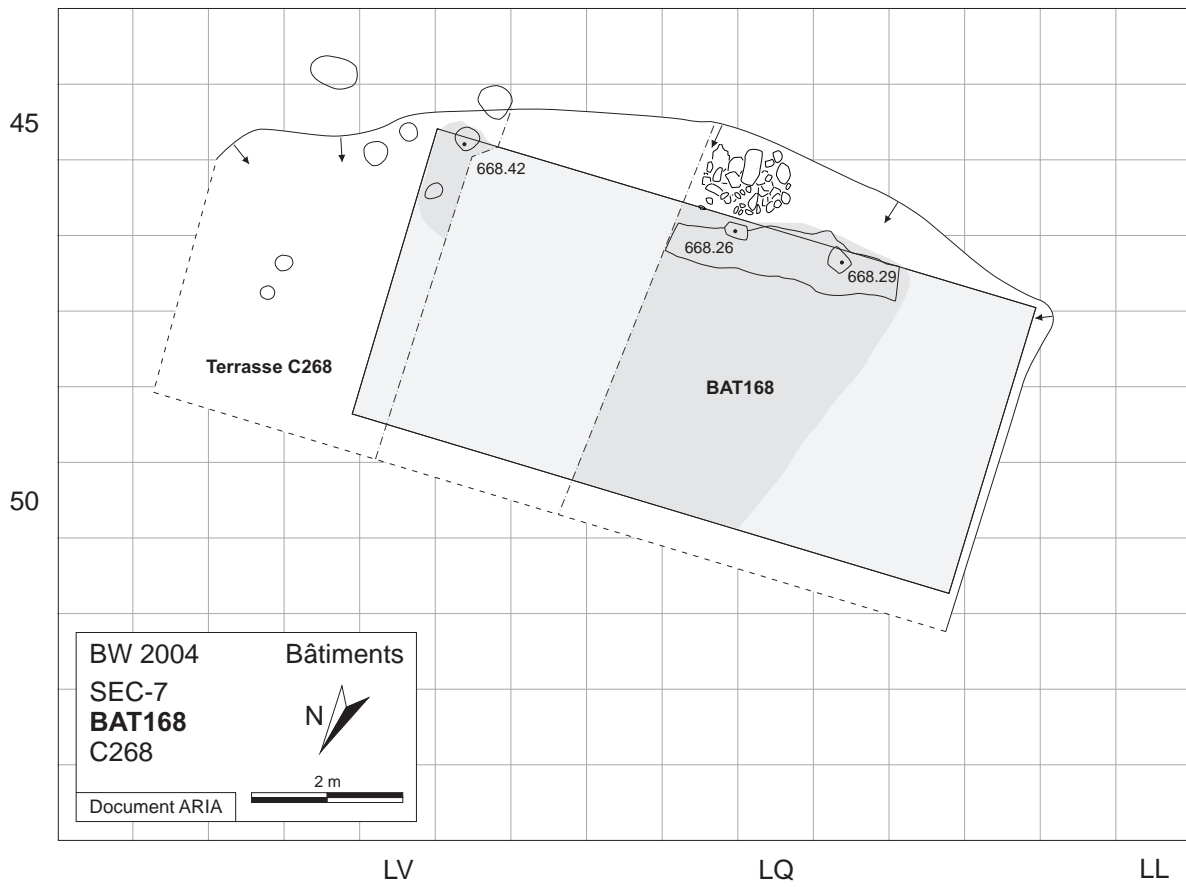 45
668.42
668.26
668.29
Terrasse C268
BAT168
50
BW 2004 Bâtiments
SEC-7
BAT168
N
C268
2 m
Document ARIA
LV LQ LL